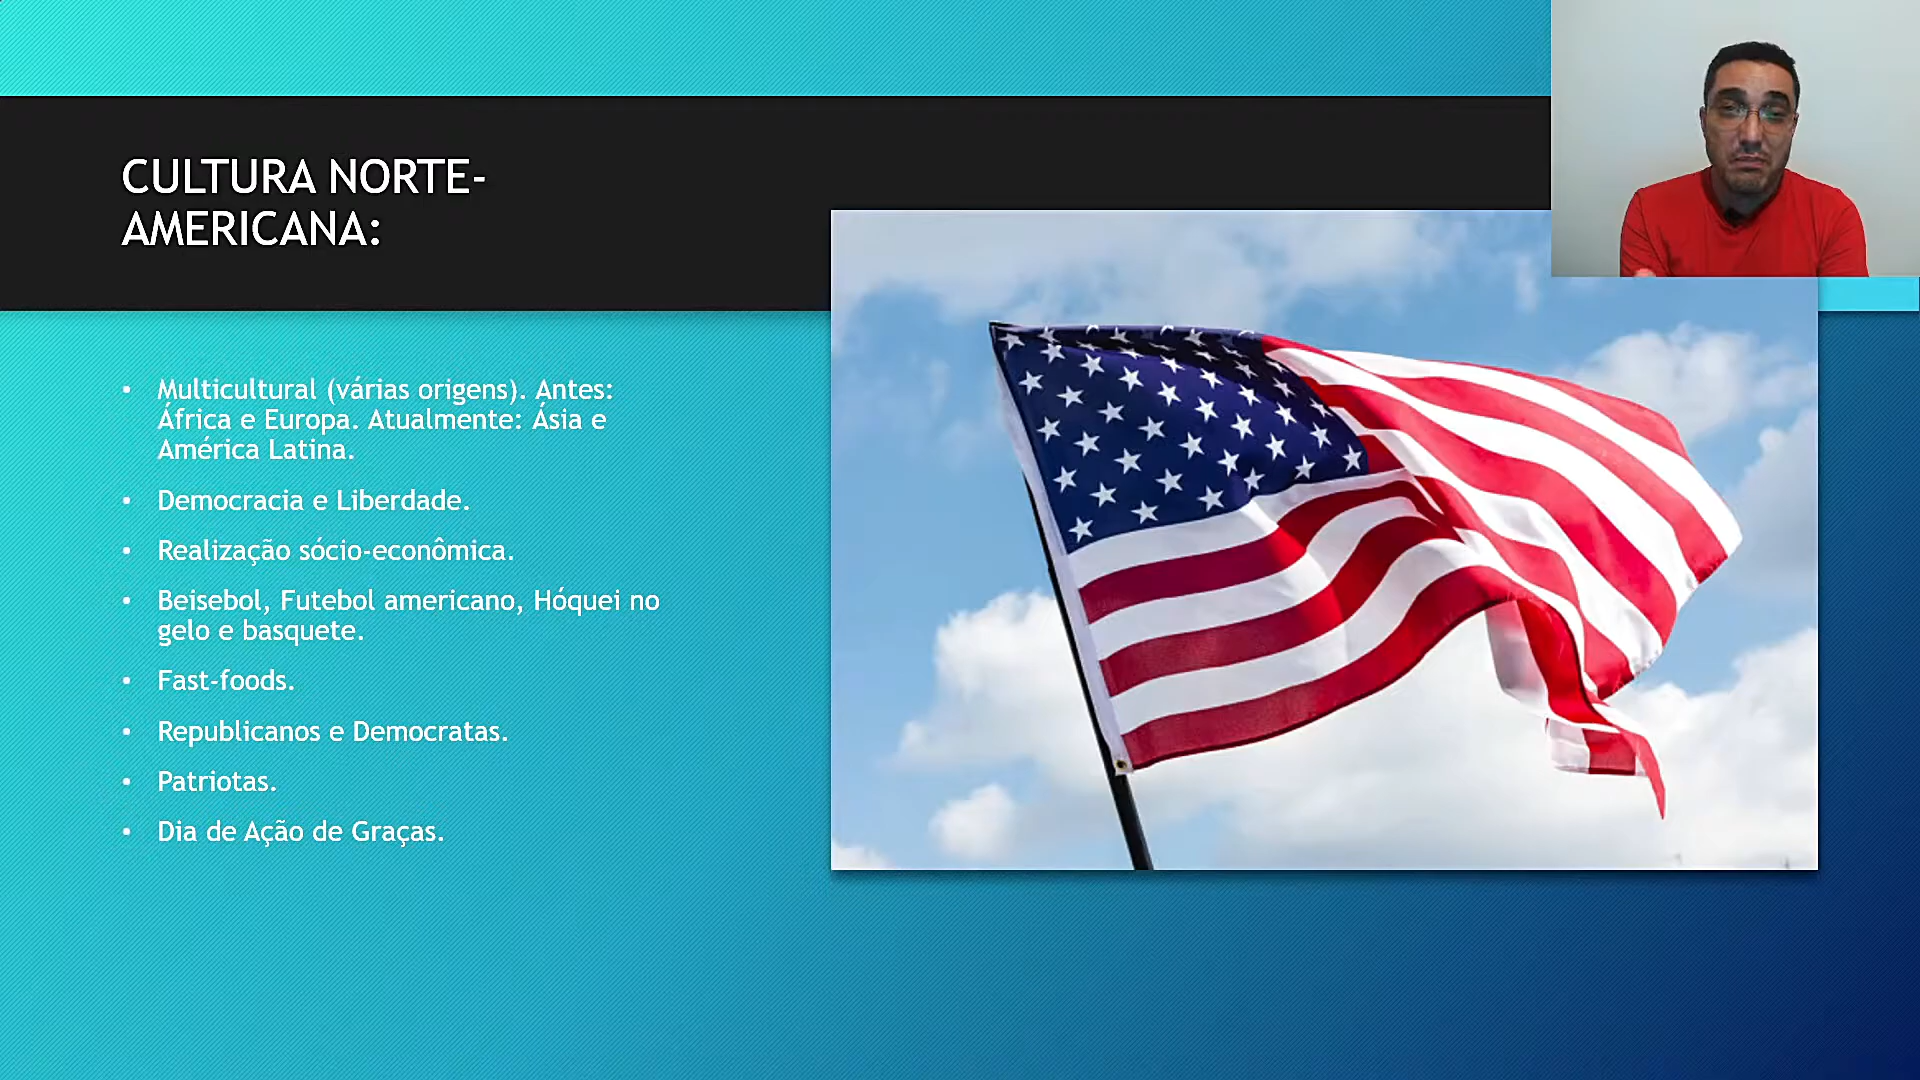 CULTURA NORTE-
AMERICANA:
• Multicultural (várias origens). Antes:
África e Europa. Atualmente: Ásia e
América Latina.
• Democracia e Liberdade.
• Realização sócio-econômica.
• Beisebol, Futebol americano, Hóquei no
gelo e basquete.
• Fast-foods.
• Republicanos e Democratas.
• Patriotas.
• Dia de Ação de Graças.